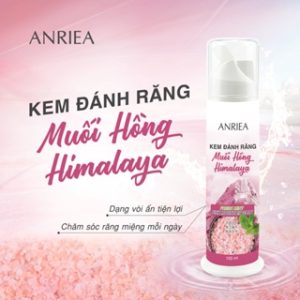 ANRIEA
KEM ĐÁNH RĂNG
Muối Hồng
Himalaya
Dạng vòi ấn tiện lợi
Chăm sóc răng miệng mỗi ngày
ANRIEA
KEM ĐÁNH RĂNG
Muối Hồng
Himalaya